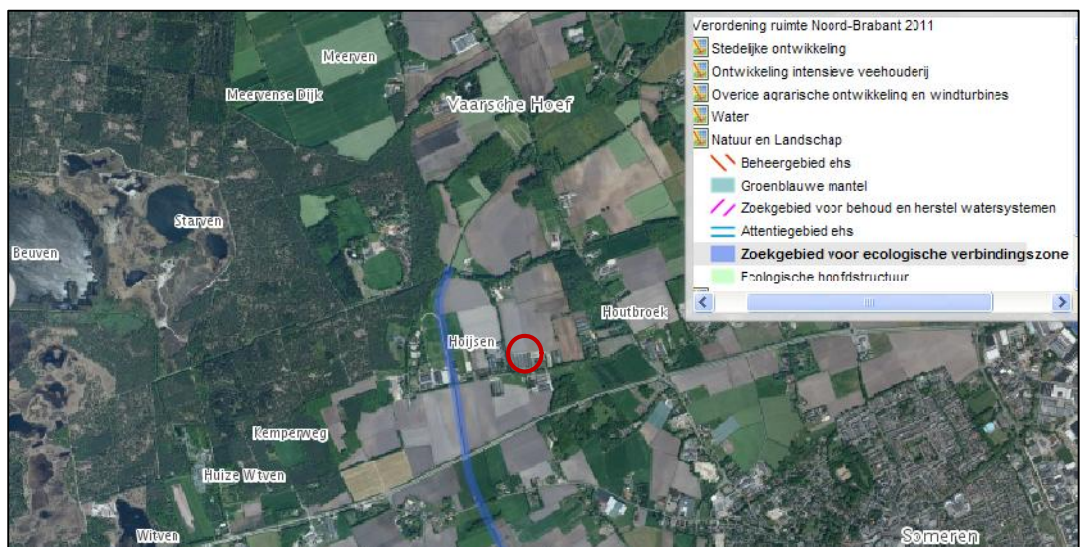 Verordening ruimte Noord-Brabant 2011
Stedelijke ontwikkeling
Ontwikkeling intensieve veehouderij
Overice agrarische ontwikkeling en windturbines
Water
Natuur en Landschap
Beheergebied ehs
Groenblauwe mantel
Zoekgebied voor behoud en herstel watersystemen
Attentiegebied ehs
Zoekgebied voor ecologische verbindingszone
Ecologische hoofdstructuur
Meerven
Meervense Dijk
Vaarsche Hoef
Starven
Beuven
Houtbroek
Hoijsen
Kemperweg
Huize Witven
Witven
Someren